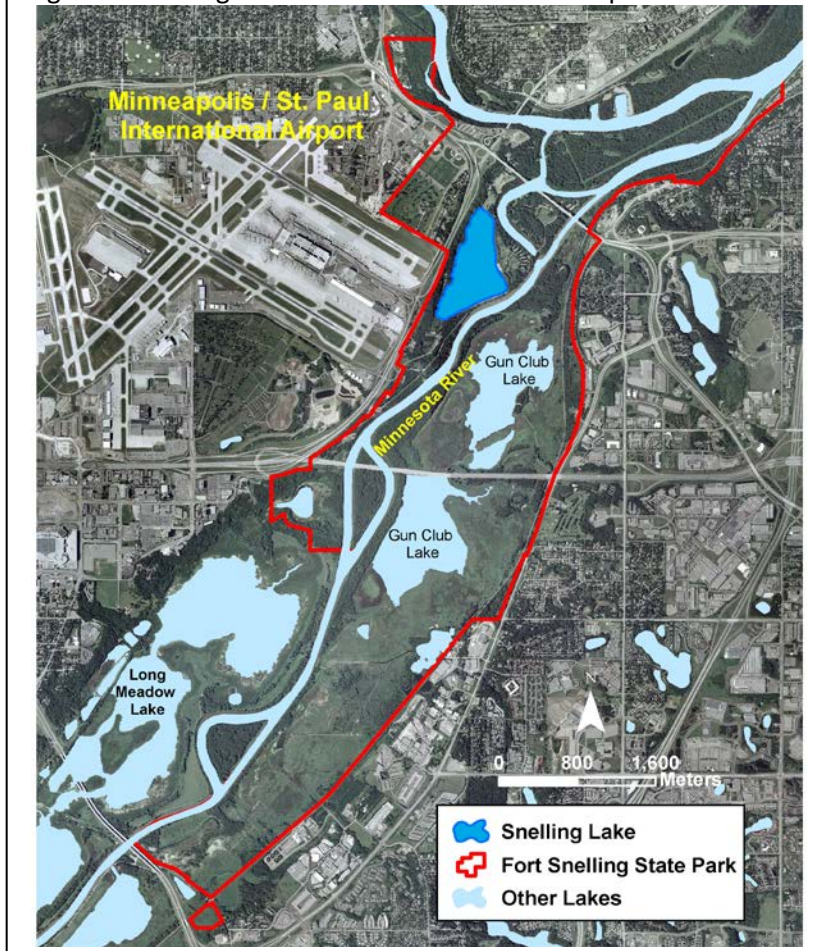 Minneapolis / St. Paul
International Airport
Gun Club
Lake
Minnesota River
Gun Club
Lake
Long
Meadow
Lake
N
0 800 1,600
Meters
Snelling Lake
Fort Snelling State Park
Other Lakes